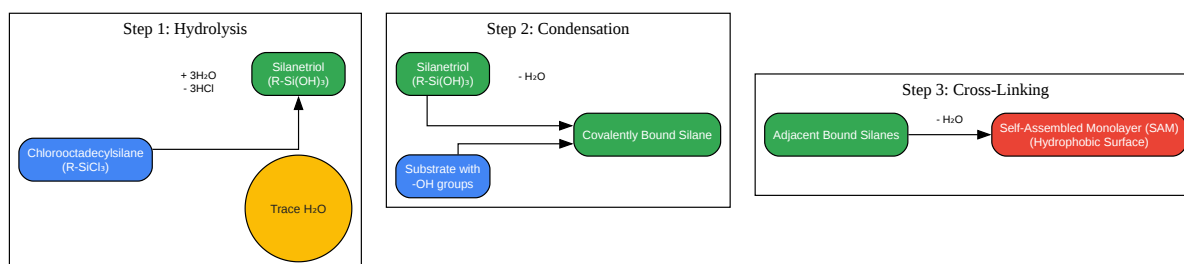 Step 1: Hydrolysis
+ 3H₂O
- 3HCl
Silanetriol
(R-Si(OH)₃)
Chlorooctadecylsilane
(R-SiCl₃)
Trace H₂O
Step 2: Condensation
Silanetriol
(R-Si(OH)₃)
- H₂O
Covalently Bound Silane
Substrate with
-OH groups
Step 3: Cross-Linking
Adjacent Bound Silanes
- H₂O
Self-Assembled Monolayer (SAM)
(Hydrophobic Surface)